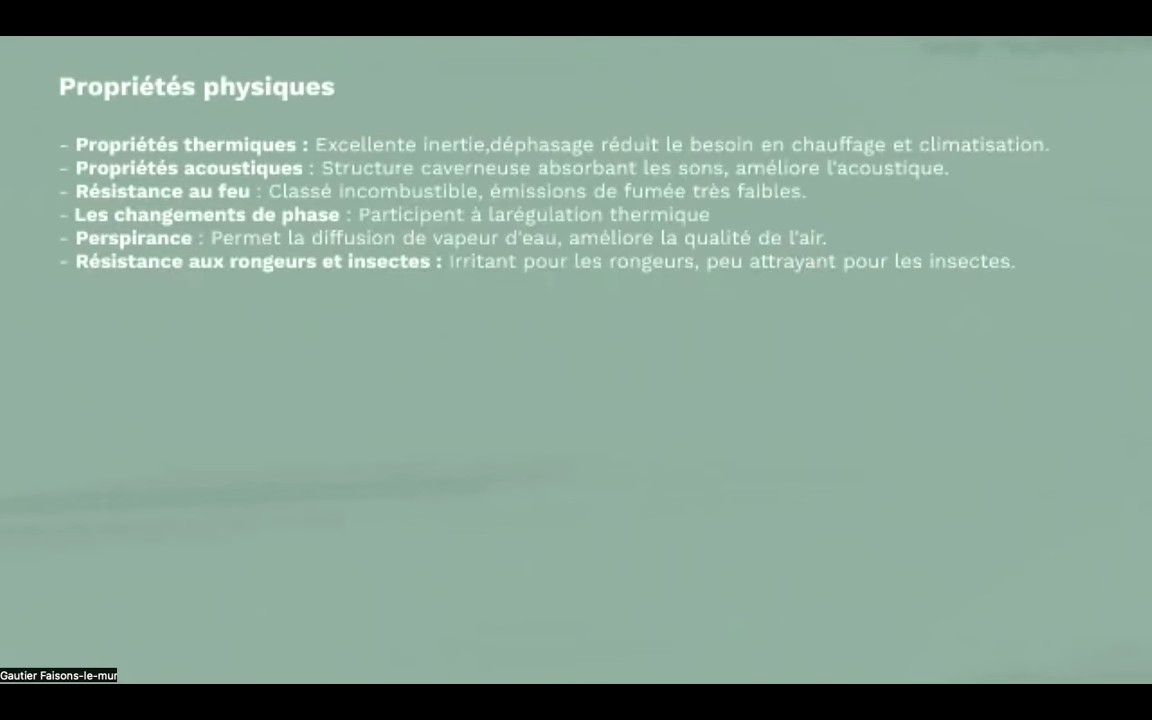 Propriétés physiques
- Propriétés thermiques : Excellente inertie,déphasage réduit le besoin en chauffage et climatisation.
- Propriétés acoustiques : Structure caverneuse absorbant les sons, améliore l'acoustique.
- Résistance au feu : Classé incombustible, émissions de fumée très faibles.
- Les changements de phase : Participent à larégulation thermique
- Perspirance : Permet la diffusion de vapeur d'eau, améliore la qualité de l'air.
- Résistance aux rongeurs et insectes : Irritant pour les rongeurs, peu attrayant pour les insectes.
Gautier Faisons-le-mur